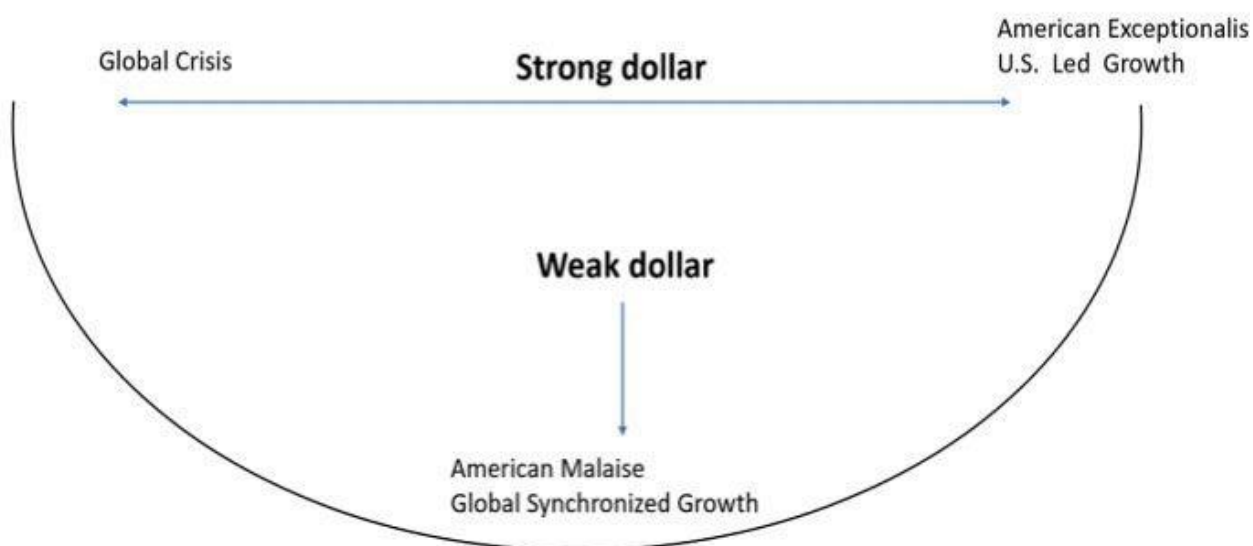 Global Crisis
Strong dollar
American Exceptionalis
U.S. Led Growth
Weak dollar
American Malaise
Global Synchronized Growth